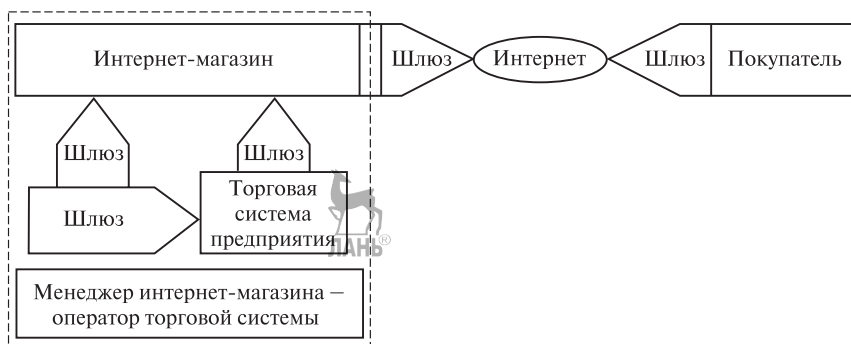 Интернет-магазин
Шлюз
Интернет
Шлюз
Покупатель
Шлюз
Шлюз
Шлюз
Торговая
система
предприятия
ЛАНЬ®
Менеджер интернет-магазина –
оператор торговой системы